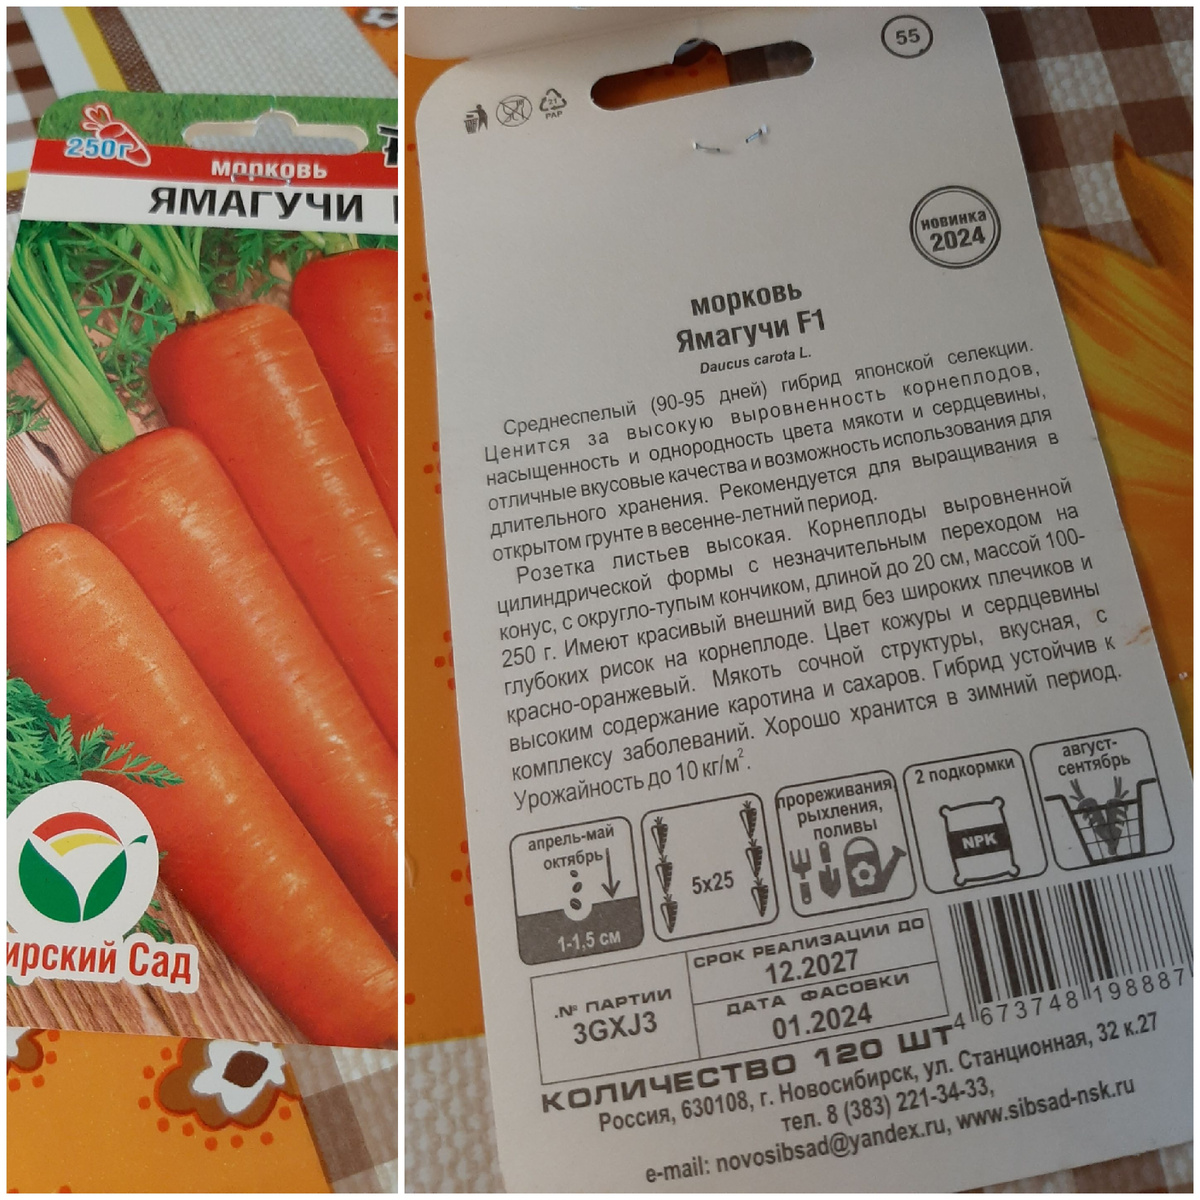 250г
морковь
ЯМАГУЧИ
ирский Сад
55
21
PAP
новинка
2024
морковь
Ямагучи F1
Daucus carota L.
Среднеспелый (90-95 дней) гибрид японской селекции.
Ценится за высокую выровненность корнеплодов,
насыщенность и однородность цвета мякоти и сердцевины,
отличные вкусовые качества и возможность использования для
длительного хранения. Рекомендуется для выращивания в
открытом грунте в весенне-летний период.
Розетка листьев высокая. Корнеплоды выровненной
цилиндрической формы с незначительным переходом на
конус, с округло-тупым кончиком, длиной до 20 см, массой 100-
250 г. Имеют красивый внешний вид без широких плечиков и
глубоких рисок на корнеплоде. Цвет кожуры и сердцевины
красно-оранжевый. Мякоть сочной структуры, вкусная, с
высоким содержание каротина и сахаров. Гибрид устойчив к
комплексу заболеваний. Хорошо хранится в зимний период.
Урожайность до 10 кг/м².
апрель-май
октябрь
1-1,5 см
5х25
прореживания,
рыхления,
поливы
2 подкормки
NPK
август-
сентябрь
№ ПАРТИИ
3GXJ3
СРОК РЕАЛИЗАЦИИ ДО
12.2027
ДАТА ФАСОВКИ
01.2024
4 673748 198887
КОЛИЧЕСТВО 120 ШТ
Россия, 630108, г. Новосибирск, ул. Станционная, 32 к.27
тел. 8 (383) 221-34-33,
e-mail: novosibsad@yandex.ru, www.sibsad-nsk.ru